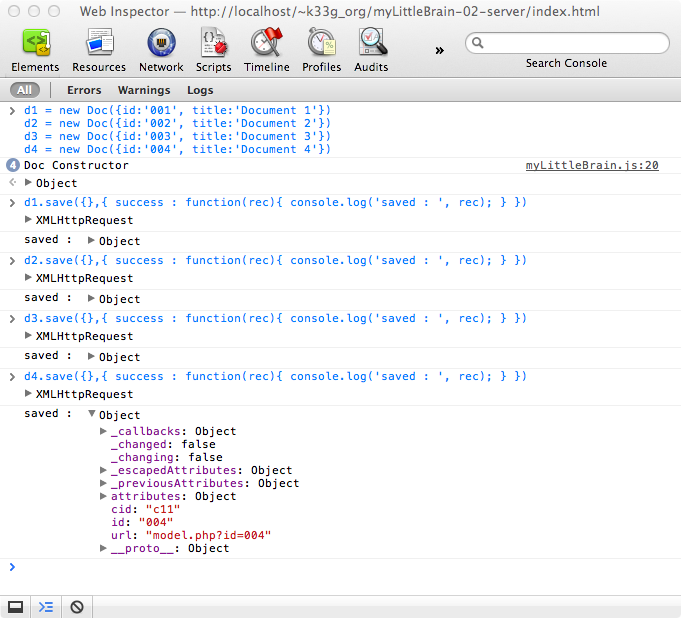 Web Inspector — http://localhost/~k33g_org/myLittleBrain-02-server/index.html
Elements Resources Network Scripts Timeline Profiles Audits » Search Console
All Errors Warnings Logs
> d1 = new Doc({id:'001', title:'Document 1'})
d2 = new Doc({id:'002', title:'Document 2'})
d3 = new Doc({id:'003', title:'Document 3'})
d4 = new Doc({id:'004', title:'Document 4'})
4 Doc Constructor myLittleBrain.js:20
< ▶ Object
> d1.save({},{ success : function(rec){ console.log('saved : ', rec); } })
▶ XMLHttpRequest
saved : ▶ Object
> d2.save({},{ success : function(rec){ console.log('saved : ', rec); } })
▶ XMLHttpRequest
saved : ▶ Object
> d3.save({},{ success : function(rec){ console.log('saved : ', rec); } })
▶ XMLHttpRequest
saved : ▶ Object
> d4.save({},{ success : function(rec){ console.log('saved : ', rec); } })
▶ XMLHttpRequest
saved : ▼ Object
▶ _callbacks: Object
_changed: false
_changing: false
▶ _escapedAttributes: Object
▶ _previousAttributes: Object
▶ attributes: Object
cid: "c11"
id: "004"
url: "model.php?id=004"
▶ __proto__: Object
>